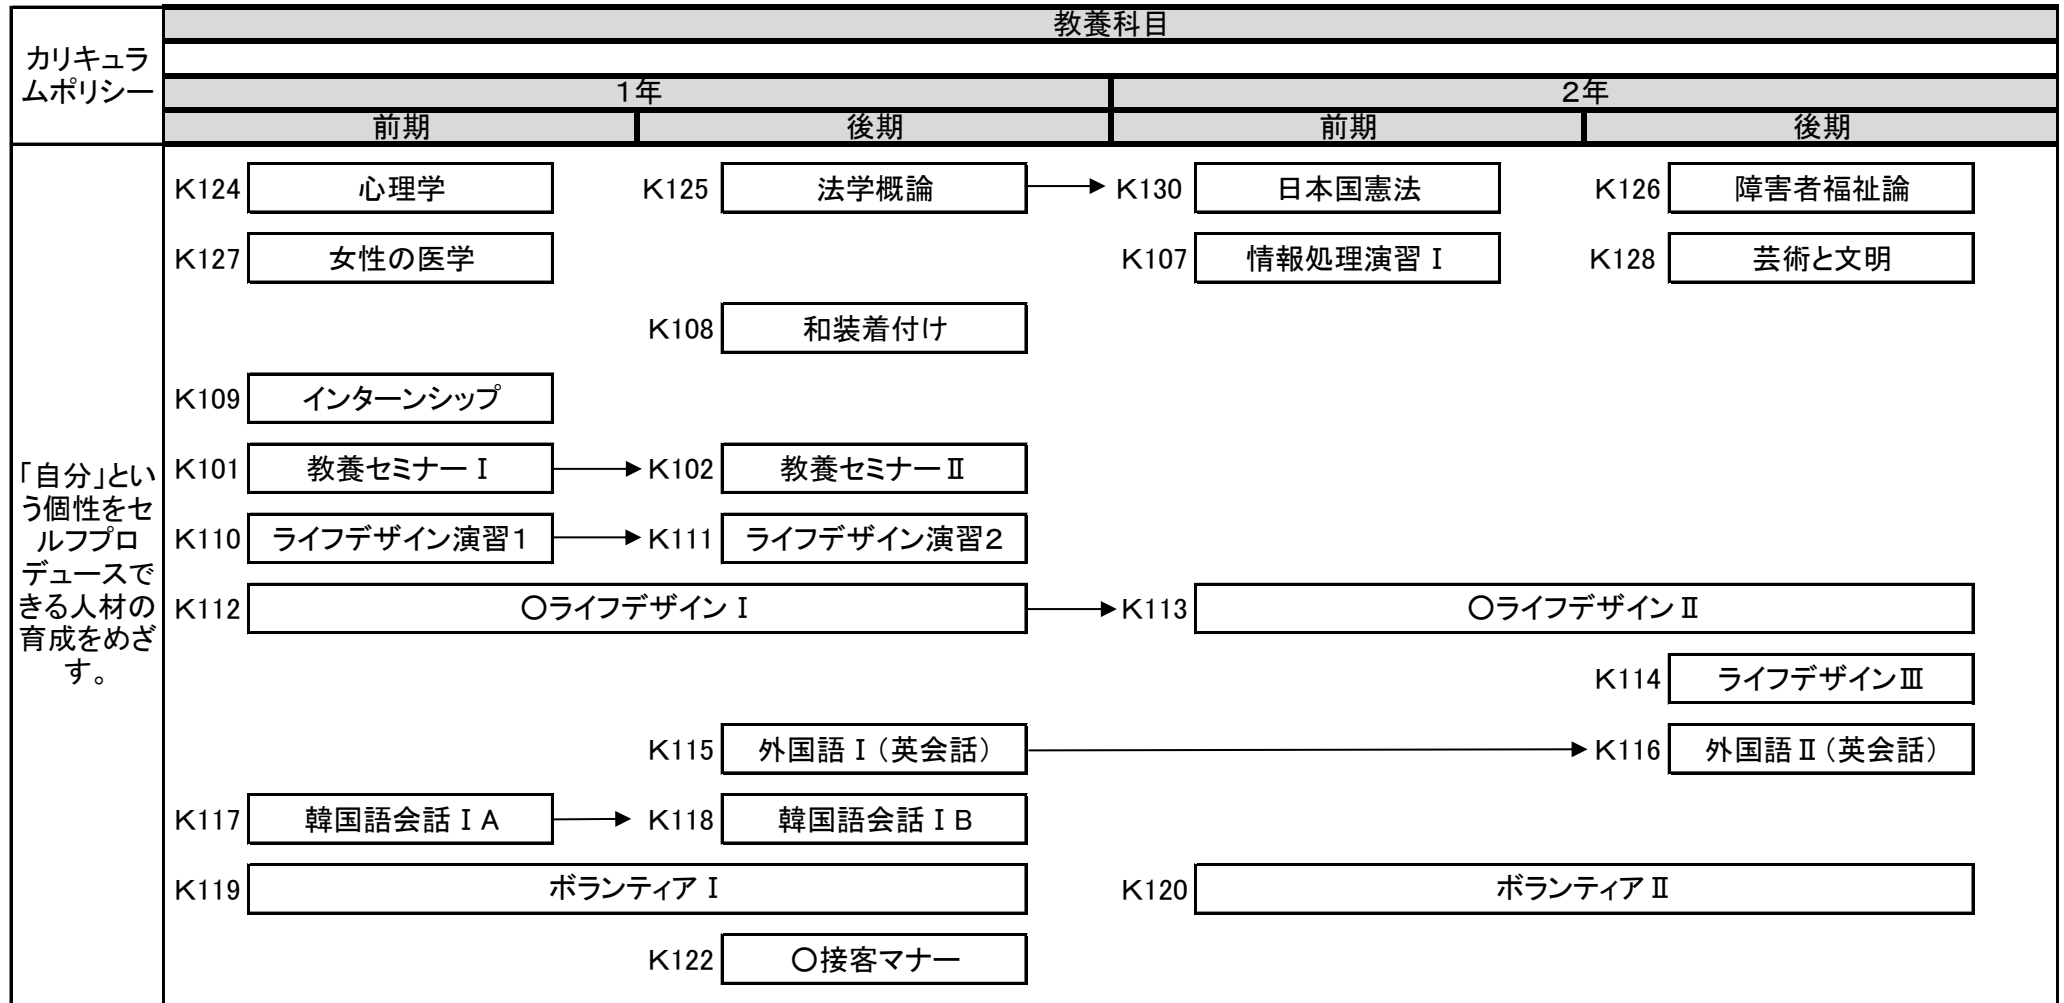 教養科目
カリキュラ
ムポリシー
1年 2年
前期 後期 前期 後期
K124 心理学 K125 法学概論 K130 日本国憲法 K126 障害者福祉論
K127 女性の医学 K107 情報処理演習Ⅰ K128 芸術と文明
K108 和装着付け
K109 インターンシップ
「自分」とい
う個性をセ
ルフプロ
デュースで
きる人材の
育成をめざ
す。
K101 教養セミナーⅠ K102 教養セミナーⅡ
K110 ライフデザイン演習1 K111 ライフデザイン演習2
K112 〇ライフデザインⅠ K113 〇ライフデザインⅡ
K114 ライフデザインⅢ
K115 外国語Ⅰ(英会話) K116 外国語Ⅱ(英会話)
K117 韓国語会話ⅠA K118 韓国語会話ⅠB
K119 ボランティアⅠ K120 ボランティアⅡ
K122 〇接客マナー